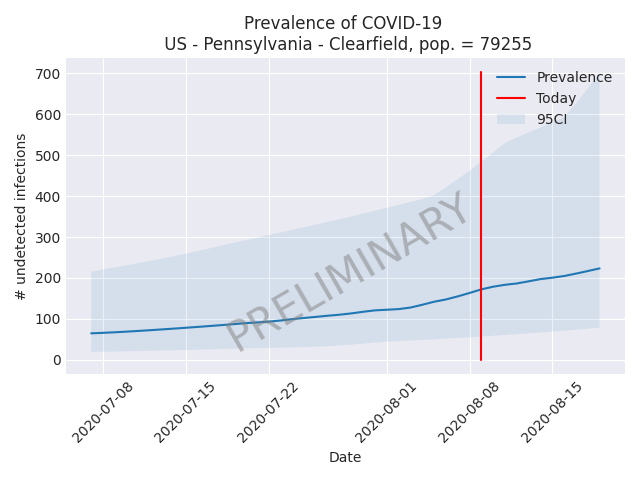 Prevalence of COVID-19
US - Pennsylvania - Clearfield, pop. = 79255
Prevalence
Today
95CI
# undetected infections
700
600
500
400
300
200
100
0
PRELIMINARY
2020-07-08
2020-07-15
2020-07-22
2020-08-01
2020-08-08
2020-08-15
Date